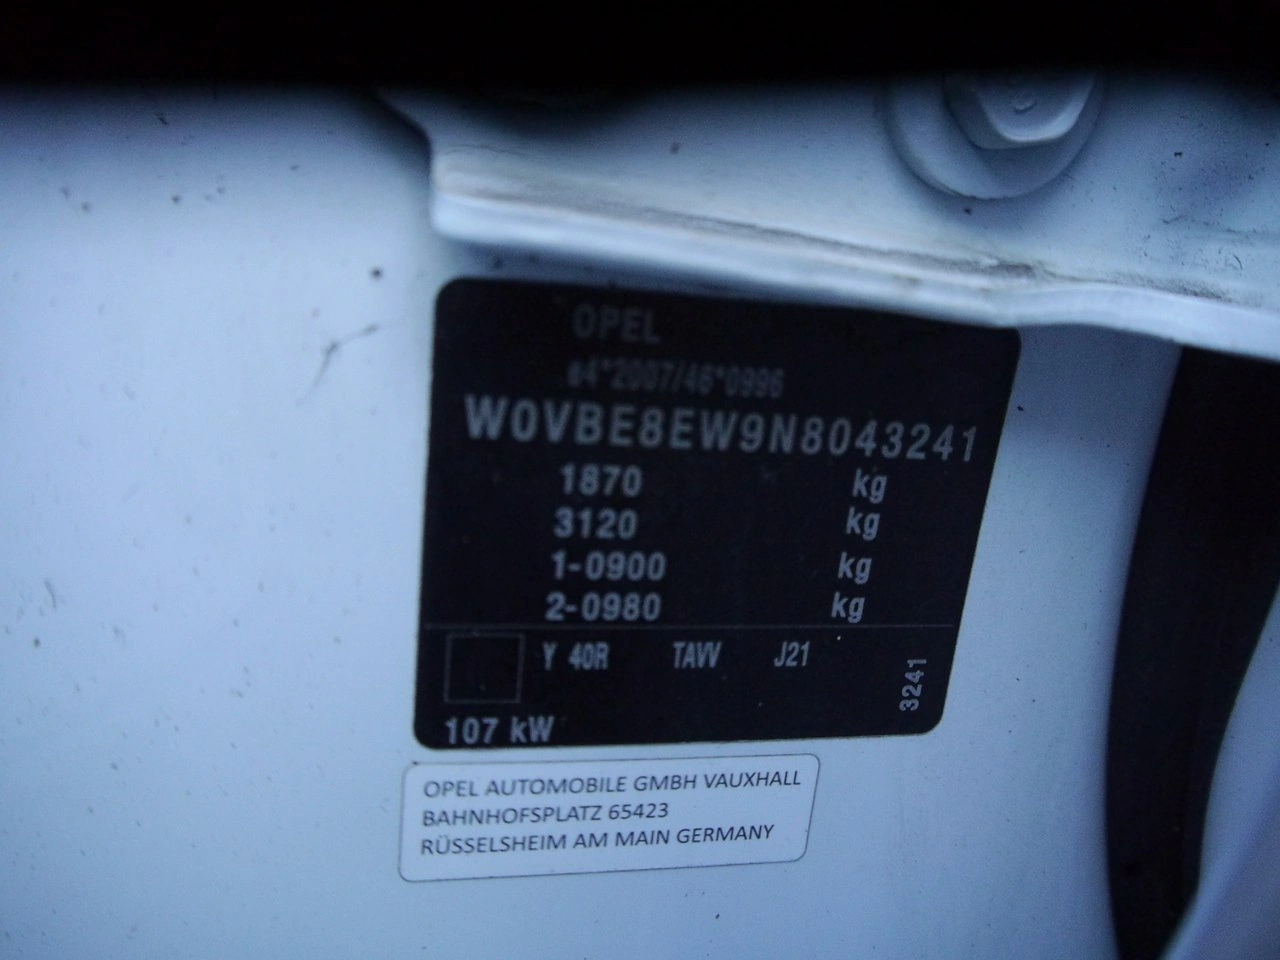 OPEL
e4*2007/46*0996
W0VBE8EW9N8043241
1870 kg
3120 kg
1-0900 kg
2-0980 kg
Y 40R TAVV J21
3241
107 kW
OPEL AUTOMOBILE GMBH VAUXHALL
BAHNHOFSPLATZ 65423
RÜSSELSHEIM AM MAIN GERMANY